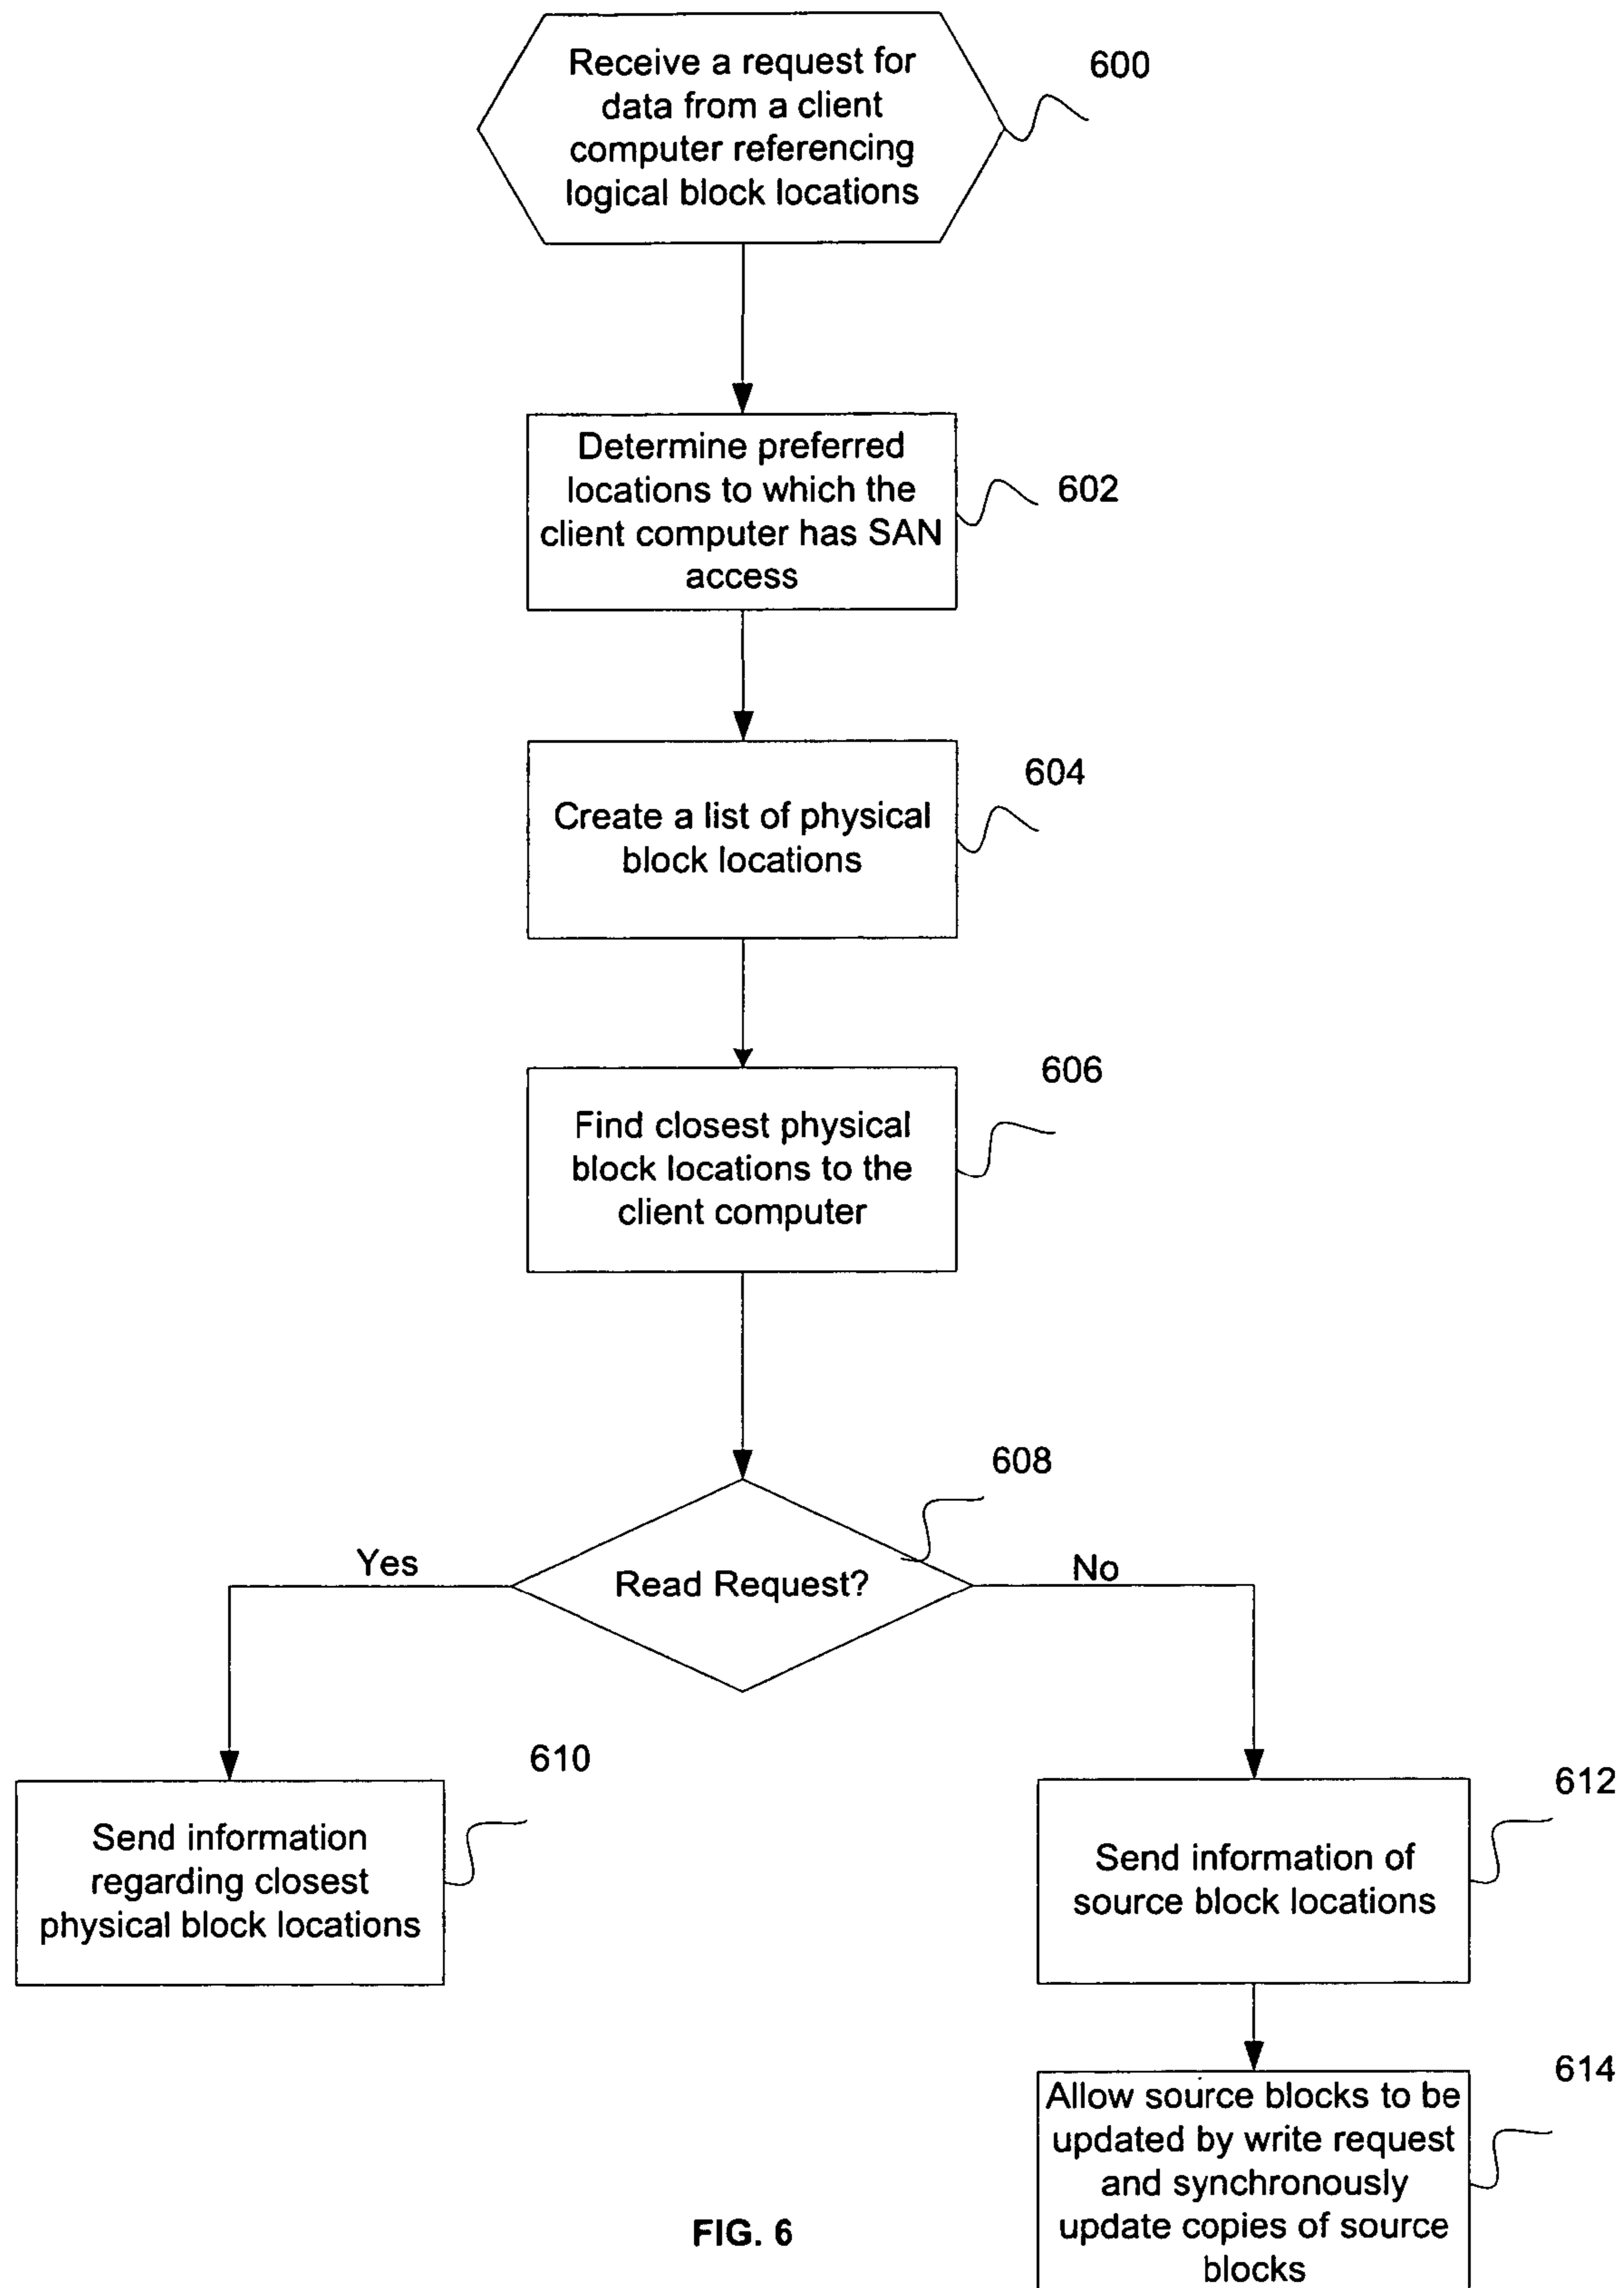 Receive a request for
data from a client
computer referencing
logical block locations
600
Determine preferred
locations to which the
client computer has SAN
access
602
Create a list of physical
block locations
604
Find closest physical
block locations to the
client computer
606
Read Request?
608
Yes
No
Send information
regarding closest
physical block locations
610
Send information of
source block locations
612
Allow source blocks to be
updated by write request
and synchronously
update copies of source
blocks
614
FIG. 6